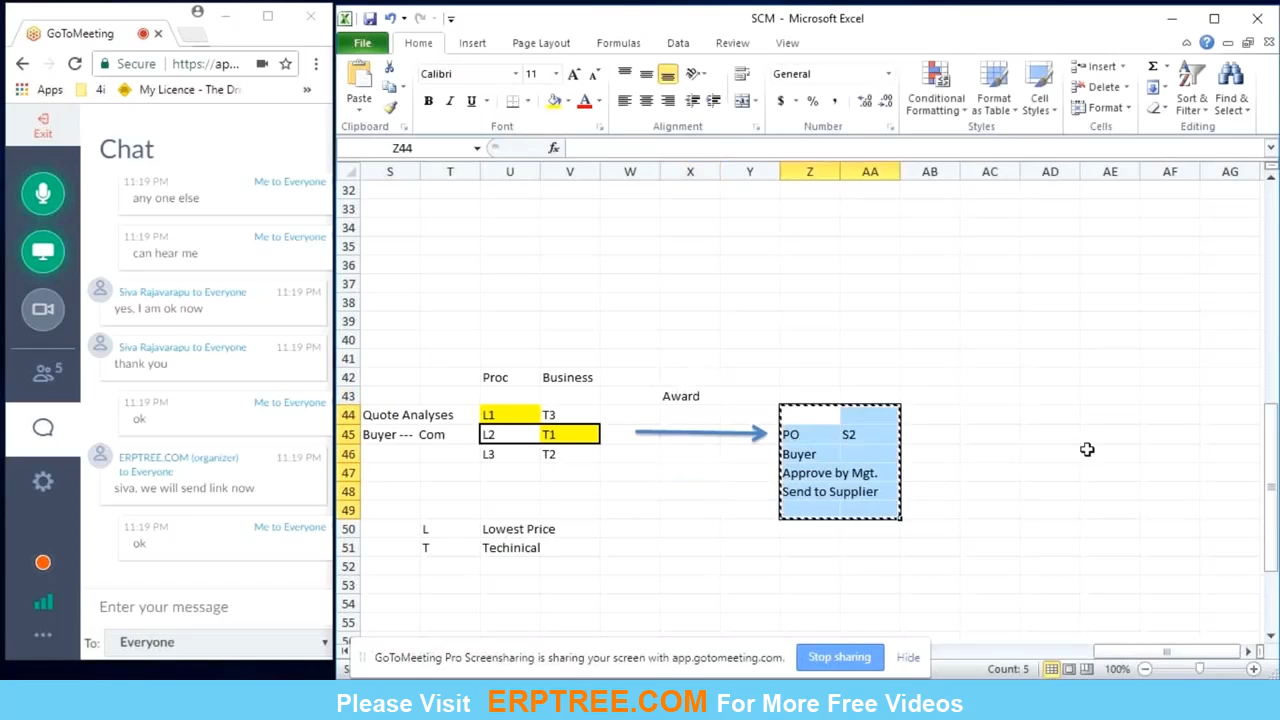 GoToMeeting
Secure https://ap...
Apps 4i My Licence - The Dr
Exit
Chat
11:19 PM Me to Everyone
any one else
11:19 PM Me to Everyone
can hear me
Siva Rajavarapu to Everyone 11:19 PM
yes, I am ok now
Siva Rajavarapu to Everyone 11:19 PM
thank you
11:19 PM Me to Everyone
ok
ERPTREE.COM (organizer) 11:19 PM
to Everyone
siva, we will send link now
11:19 PM Me to Everyone
ok
5
Enter your message
To: Everyone
SCM - Microsoft Excel
File Home Insert Page Layout Formulas Data Review View
Calibri 11 General
Paste B I U A $ % , Conditional Formatting Format as Table Cell Styles Insert Delete Format Sort & Filter Find & Select
Clipboard Font Alignment Number Styles Cells Editing
Z44 fx
S T U V W X Y Z AA AB AC AD AE AF AG
32
33
34
35
36
37
38
39
40
41
42 Proc Business
43 Award
44 Quote Analyses L1 T3
45 Buyer --- Com L2 T1 PO S2
46 L3 T2 Buyer
47 Approve by Mgt.
48 Send to Supplier
49
50 L Lowest Price
51 T Techinical
52
53
54
55
GoToMeeting Pro Screensharing is sharing your screen with app.gotomeeting.com. Stop sharing Hide
Count: 5 100%
Please Visit ERPTREE.COM For More Free Videos